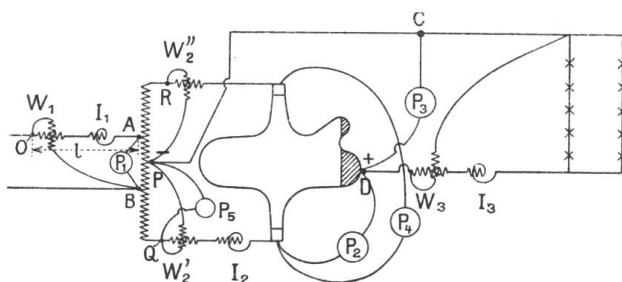 C
W₂″
R
P₃
W₁
I₁
A
O
l
P₁
−
P
+
D
B
P₅
W₃
I₃
P₄
P₂
Q
W₂′
I₂